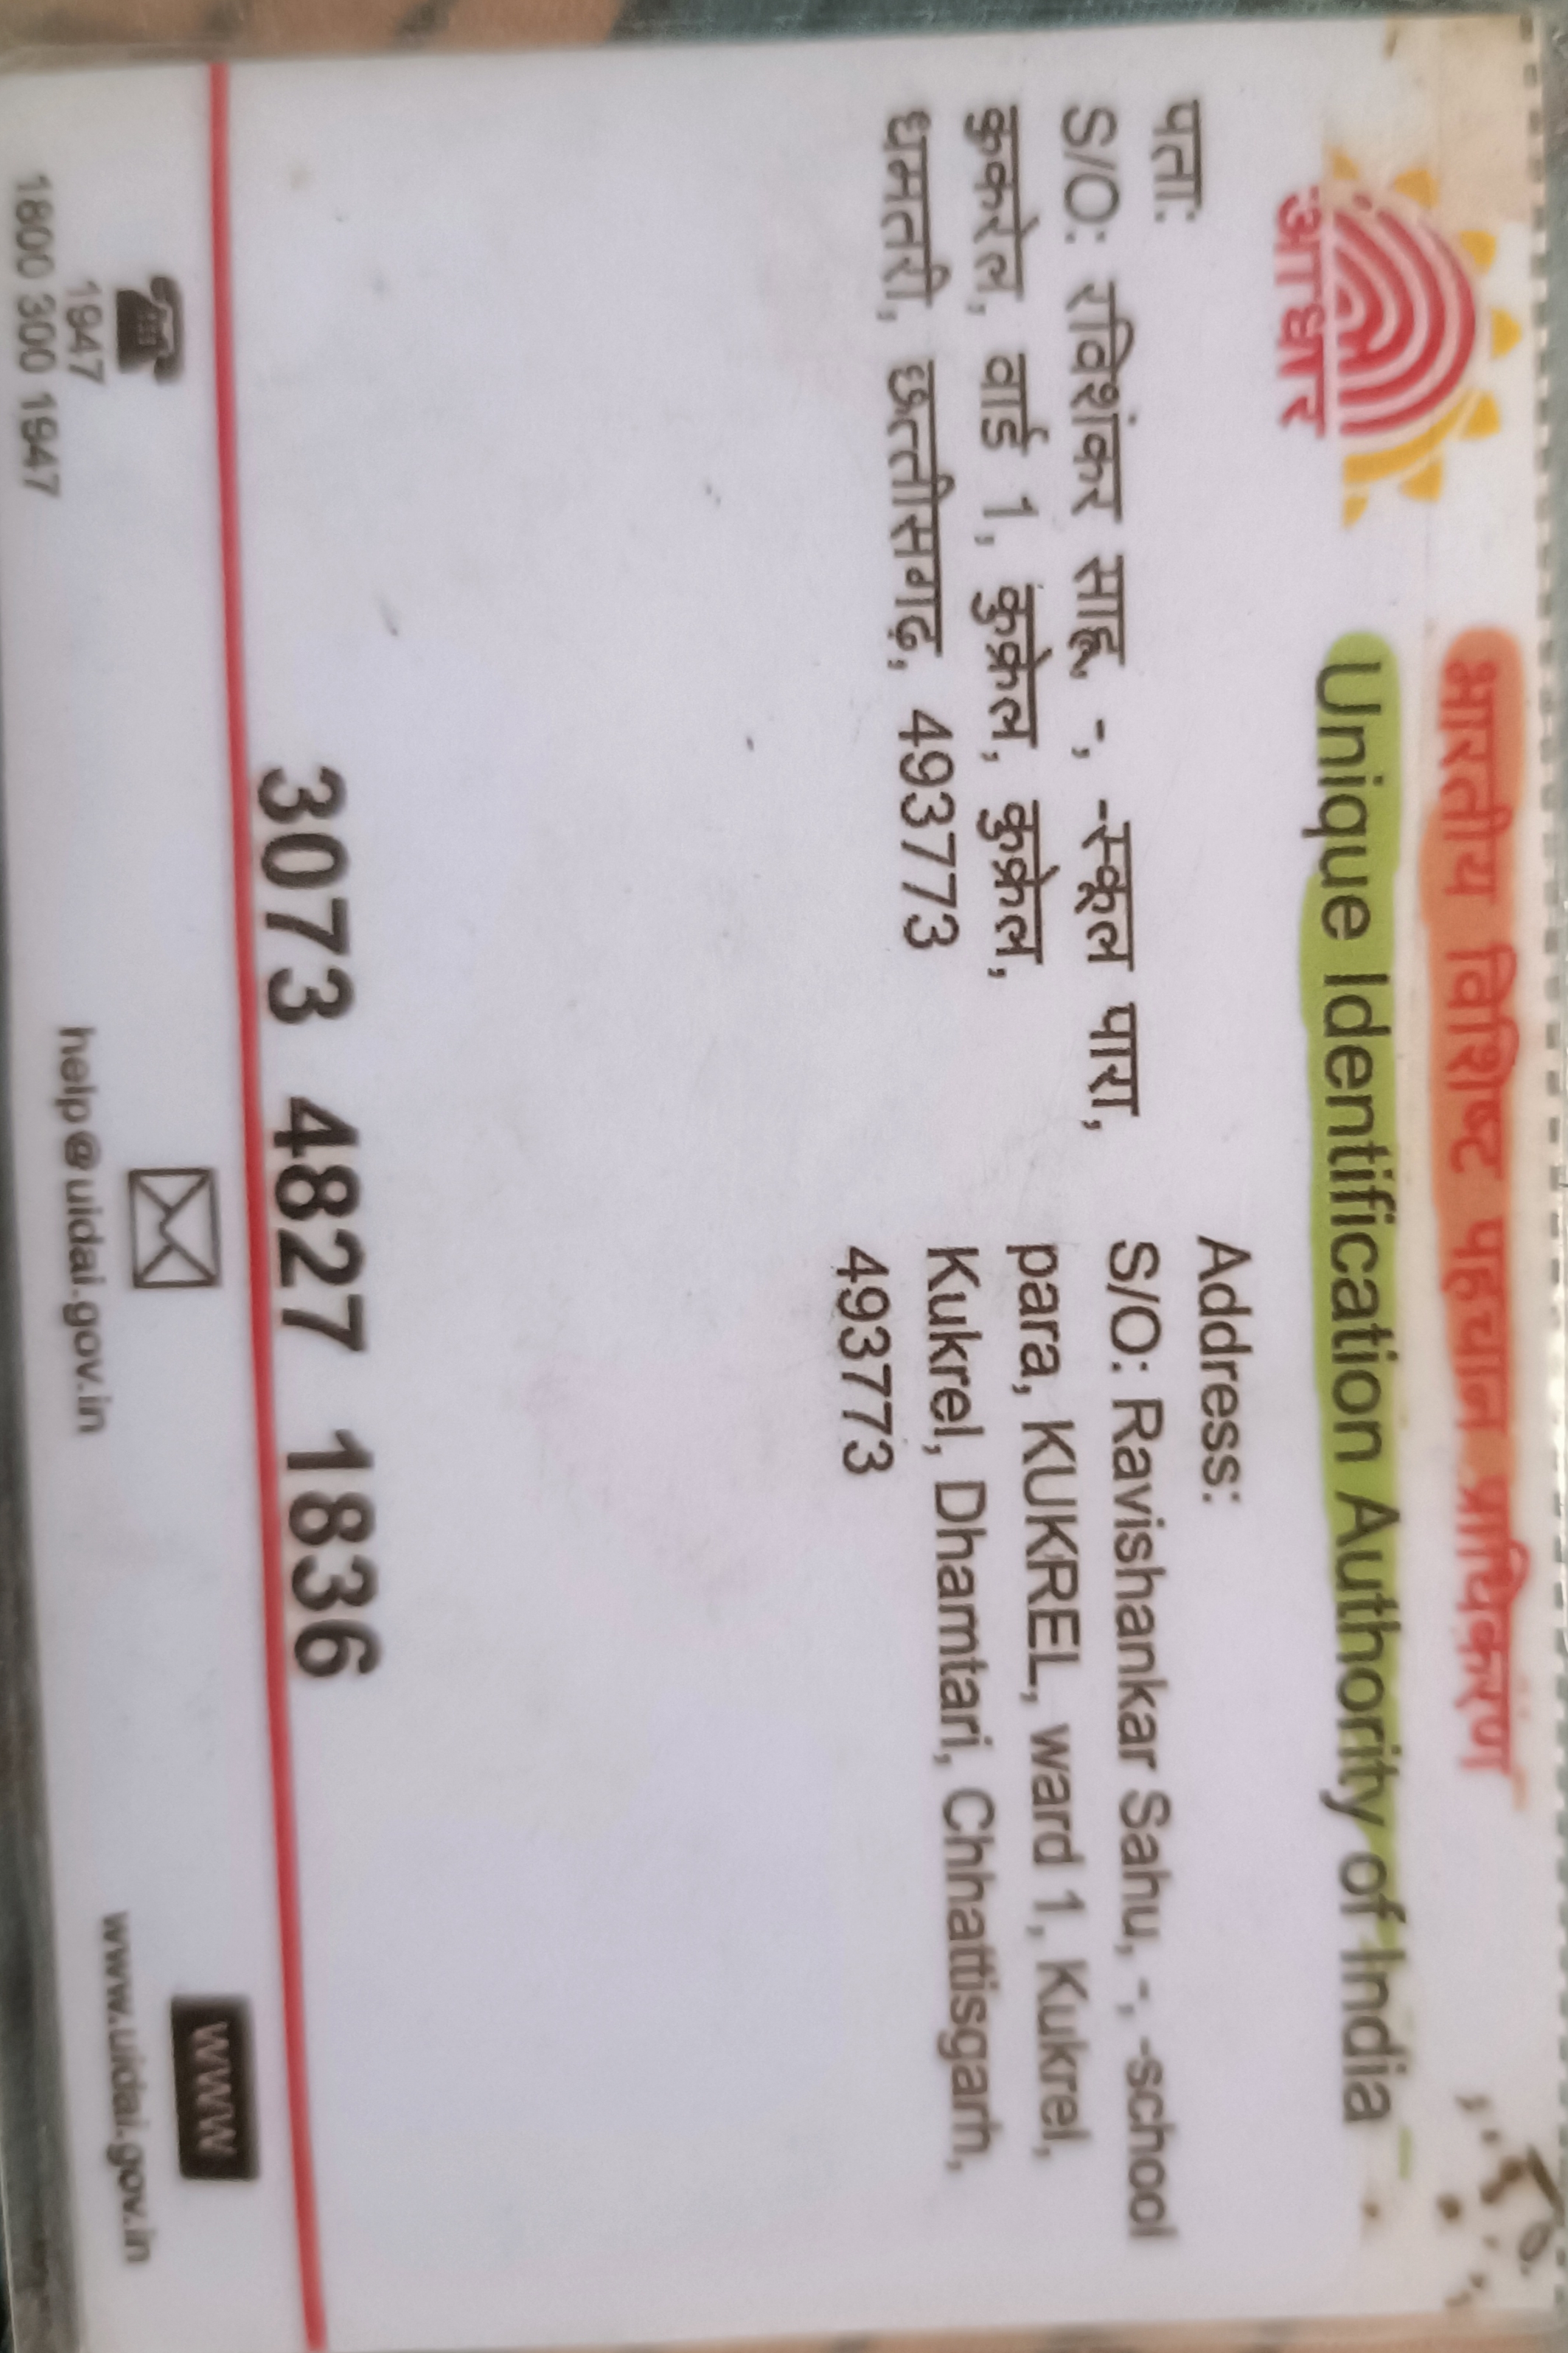 भारतीय विशिष्ट पहचान प्राधिकरण
Unique Identification Authority of India
आधार
पताः
S/O: रविशंकर साहू, -, -स्कूल पारा,
कुकरेल, वार्ड 1, कुक्रेल, कुक्रेल,
धमतरी, छत्तीसगढ़, 493773
Address:
S/O: Ravishankar Sahu, -, -school
para, KUKREL, ward 1, Kukrel,
Kukrel, Dhamtari, Chhattisgarh,
493773
3073 4827 1836
1947
1800 300 1947
help@uidai.gov.in
WWW
www.uidai.gov.in